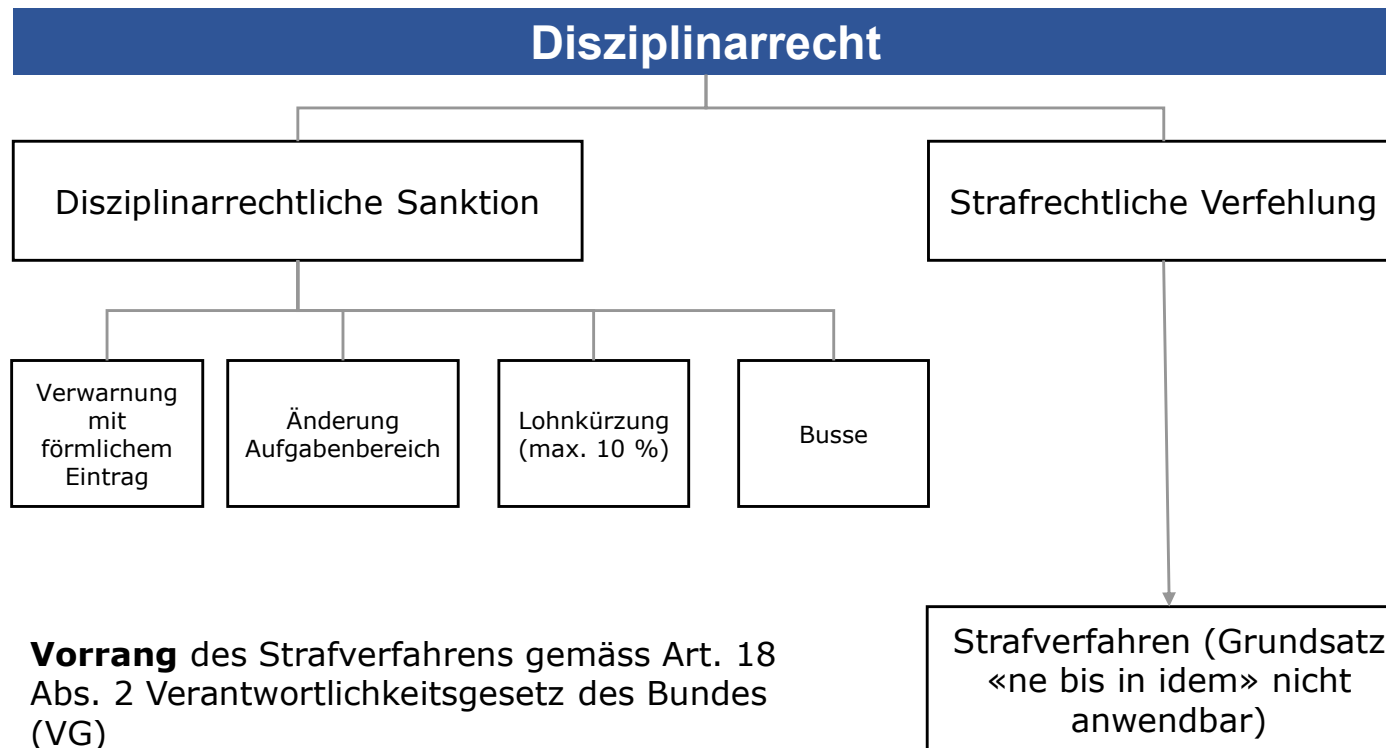 Disziplinarrecht
Disziplinarrechtliche Sanktion
Strafrechtliche Verfehlung
Verwarnung
mit
förmlichem
Eintrag
Änderung
Aufgabenbereich
Lohnkürzung
(max. 10 %)
Busse
Vorrang des Strafverfahrens gemäss Art. 18
Abs. 2 Verantwortlichkeitsgesetz des Bundes
(VG)
Strafverfahren (Grundsatz
«ne bis in idem» nicht
anwendbar)